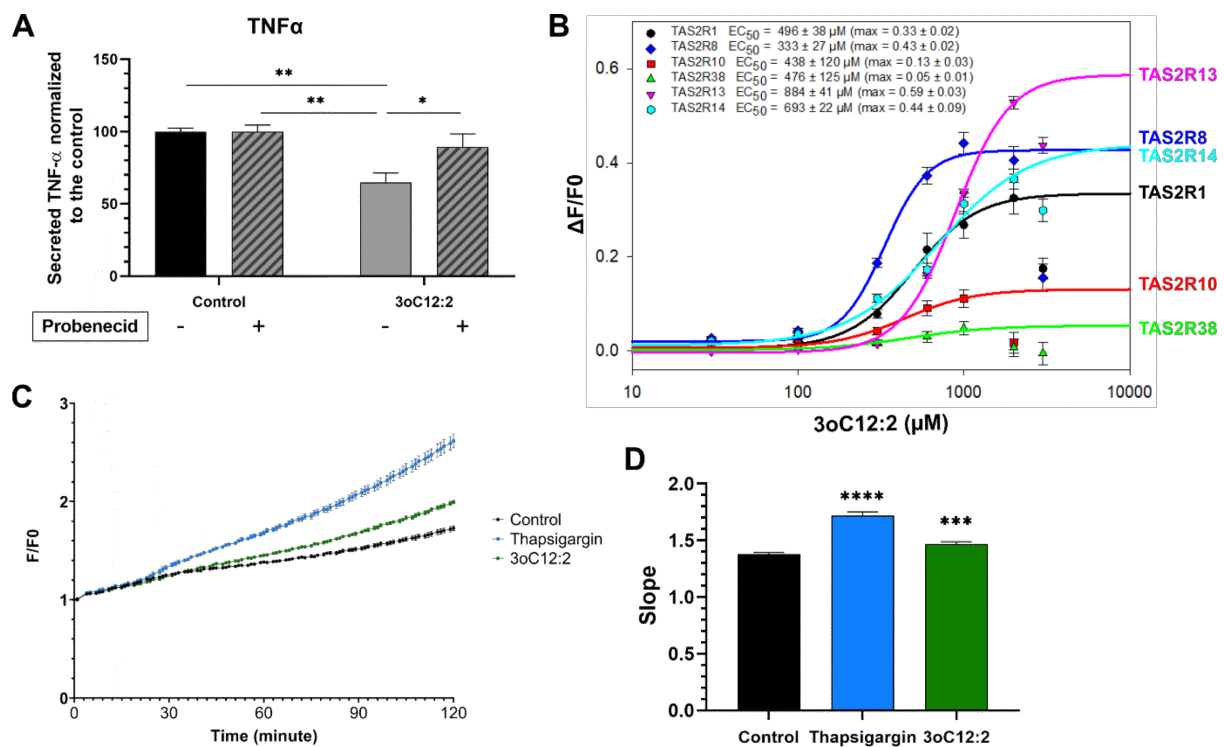 A
TNFα
Secreted TNF-α normalized
to the control
150
100
50
0
**
**
*
Control
3oC12:2
Probenecid
-
+
-
+
B
TAS2R1 EC50 = 496 ± 38 µM (max = 0.33 ± 0.02)
TAS2R8 EC50 = 333 ± 27 µM (max = 0.43 ± 0.02)
TAS2R10 EC50 = 438 ± 120 µM (max = 0.13 ± 0.03)
TAS2R38 EC50 = 476 ± 125 µM (max = 0.05 ± 0.01)
TAS2R13 EC50 = 884 ± 41 µM (max = 0.59 ± 0.03)
TAS2R14 EC50 = 693 ± 22 µM (max = 0.44 ± 0.09)
ΔF/F0
0.6
0.4
0.2
0.0
10
100
1000
10000
3oC12:2 (µM)
TAS2R13
TAS2R8
TAS2R14
TAS2R1
TAS2R10
TAS2R38
C
F/F0
3
2
1
0
0
30
60
90
120
Time (minute)
Control
Thapsigargin
3oC12:2
D
Slope
2.0
1.5
1.0
0.5
0.0
****
***
Control
Thapsigargin
3oC12:2